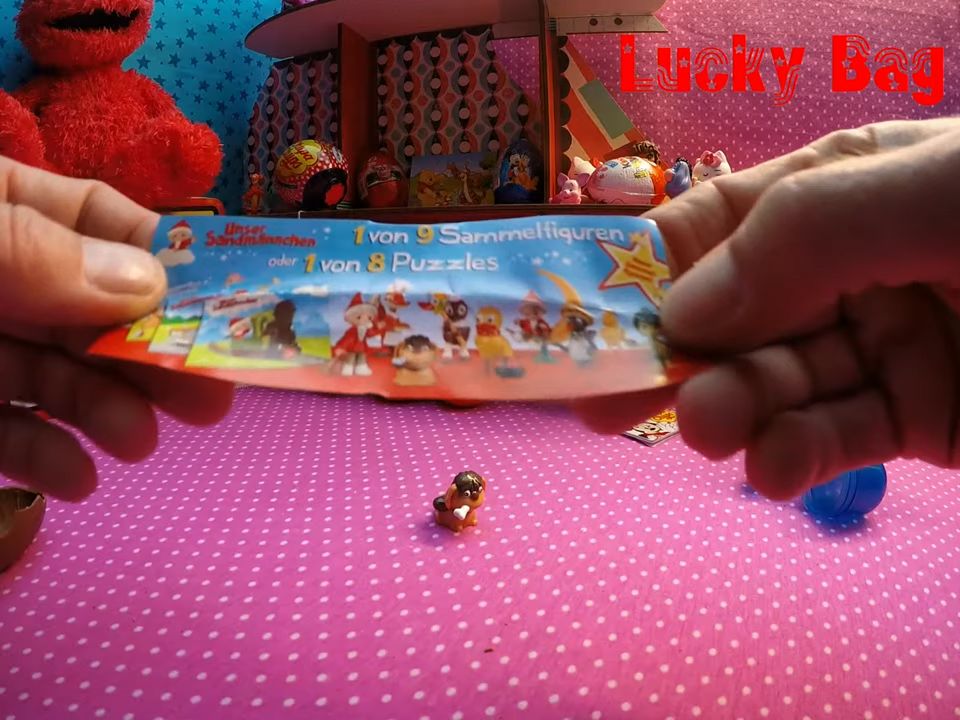 Lucky Bag
Unser
Sandmännchen
1 von 9 Sammelfiguren
oder 1 von 8 Puzzles